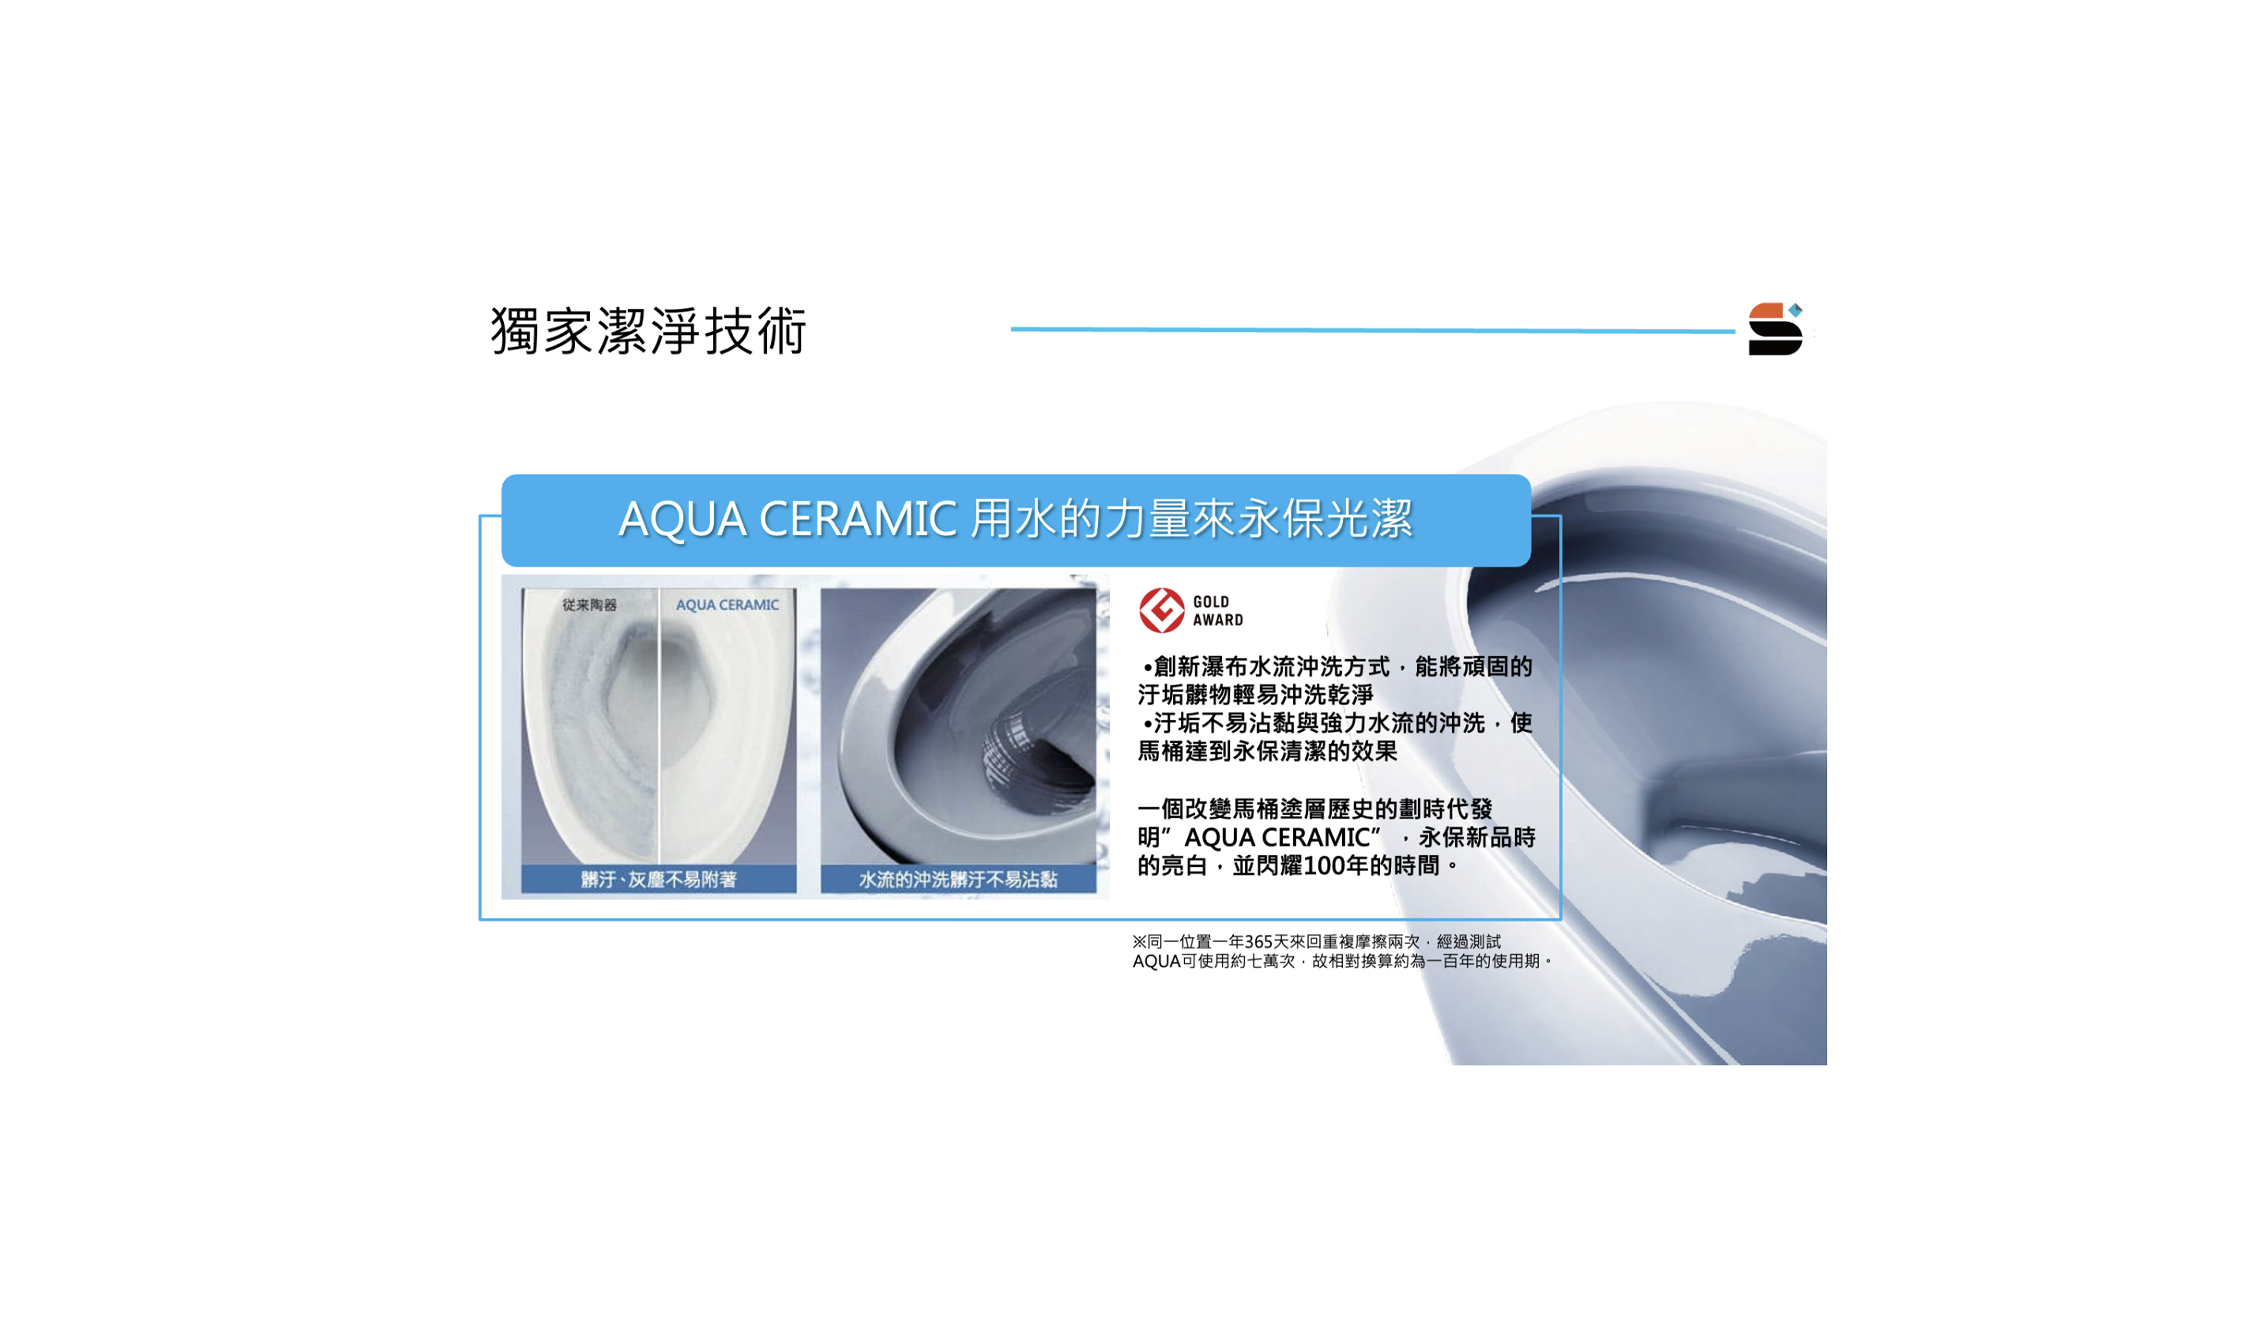 獨家潔淨技術
AQUA CERAMIC 用水的力量來永保光潔
従来陶器
AQUA CERAMIC
髒汙、灰塵不易附著
水流的沖洗髒汙不易沾黏
GOLD
AWARD
•創新瀑布水流沖洗方式，能將頑固的
汙垢髒物輕易沖洗乾淨
•汙垢不易沾黏與強力水流的沖洗，使
馬桶達到永保清潔的效果
一個改變馬桶塗層歷史的劃時代發
明”AQUA CERAMIC”，永保新品時
的亮白，並閃耀100年的時間。
※同一位置一年365天來回重複摩擦兩次，經過測試
AQUA可使用約七萬次，故相對換算約為一百年的使用期。